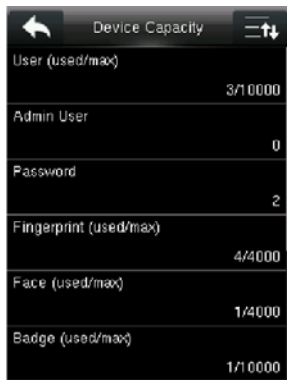 Device Capacity
User (used/max)
3/10000
Admin User
0
Password
2
Fingerprint (used/max)
4/4000
Face (used/max)
1/4000
Badge (used/max)
1/10000